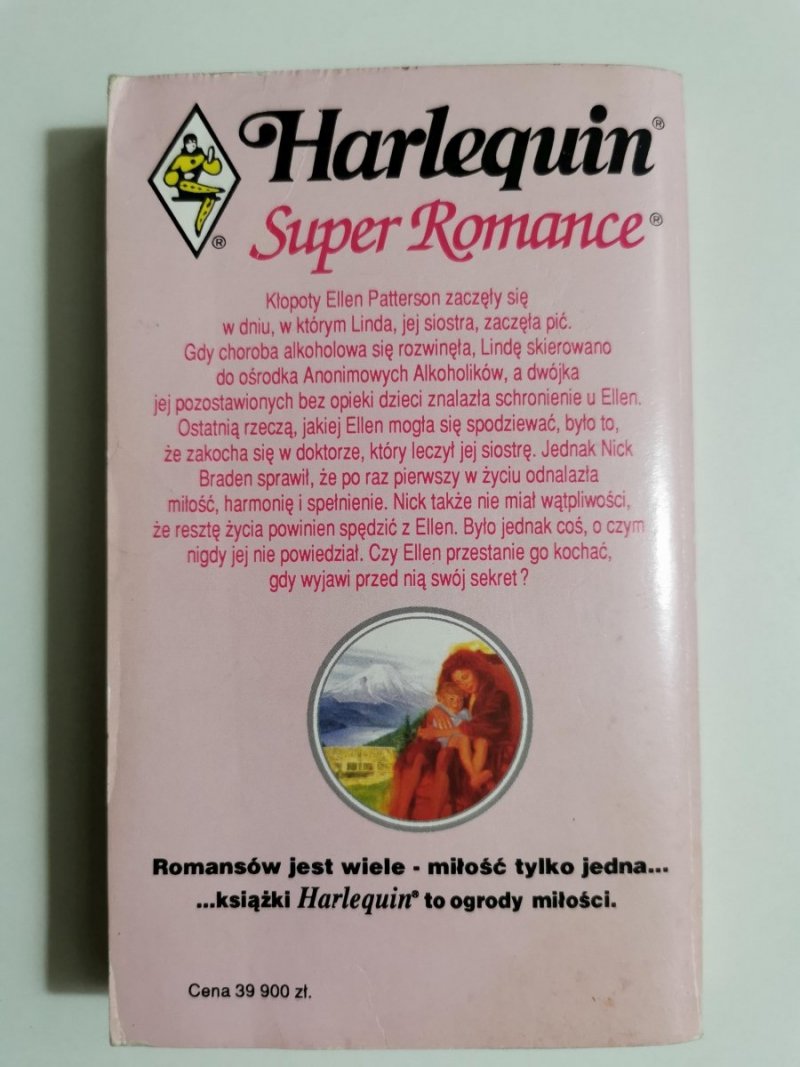 Harlequin®
®
Super Romance®
Kłopoty Ellen Patterson zaczęły się
w dniu, w którym Linda, jej siostra, zaczęła pić.
Gdy choroba alkoholowa się rozwinęła, Lindę skierowano
do ośrodka Anonimowych Alkoholików, a dwójka
jej pozostawionych bez opieki dzieci znalazła schronienie u Ellen.
Ostatnią rzeczą, jakiej Ellen mogła się spodziewać, było to,
że zakocha się w doktorze, który leczył jej siostrę. Jednak Nick
Braden sprawił, że po raz pierwszy w życiu odnalazła
miłość, harmonię i spełnienie. Nick także nie miał wątpliwości,
że resztę życia powinien spędzić z Ellen. Było jednak coś, o czym
nigdy jej nie powiedział. Czy Ellen przestanie go kochać,
gdy wyjawi przed nią swój sekret?
Romansów jest wiele - miłość tylko jedna...
...książki Harlequin® to ogrody miłości.
Cena 39 900 zł.